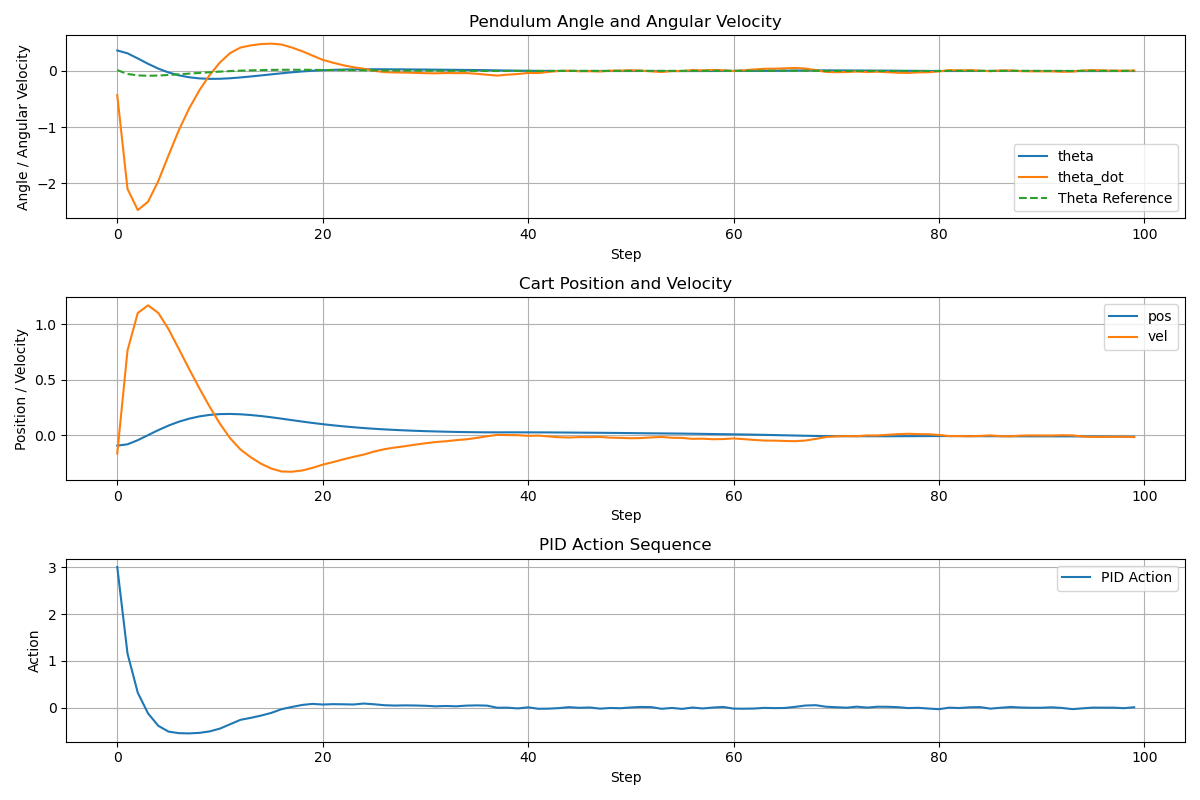 Pendulum Angle and Angular Velocity
Angle / Angular Velocity
0
−1
−2
theta
theta_dot
Theta Reference
0 20 40 60 80 100
Step
Cart Position and Velocity
Position / Velocity
1.0
0.5
0.0
pos
vel
0 20 40 60 80 100
Step
PID Action Sequence
Action
3
2
1
0
PID Action
0 20 40 60 80 100
Step